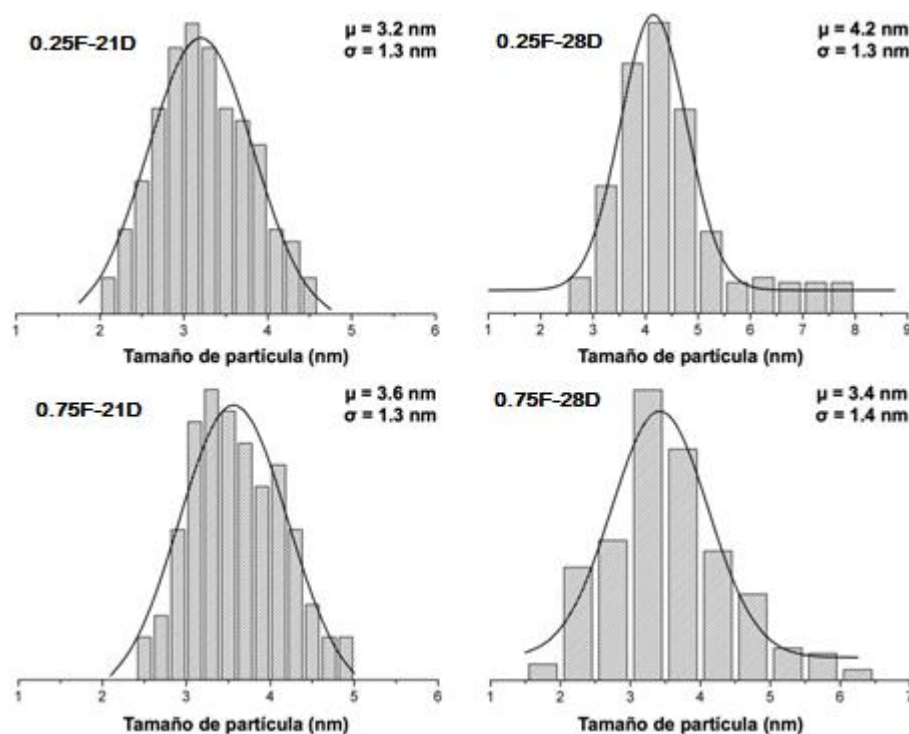 0.25F-21D
μ = 3.2 nm
σ = 1.3 nm
1 2 3 4 5 6
Tamaño de partícula (nm)
0.25F-28D
μ = 4.2 nm
σ = 1.3 nm
1 2 3 4 5 6 7 8 9
Tamaño de partícula (nm)
0.75F-21D
μ = 3.6 nm
σ = 1.3 nm
1 2 3 4 5 6
Tamaño de partícula (nm)
0.75F-28D
μ = 3.4 nm
σ = 1.4 nm
1 2 3 4 5 6 7
Tamaño de partícula (nm)